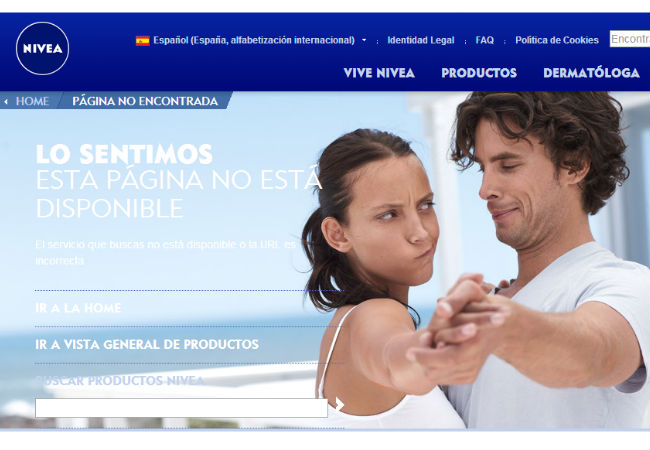 NIVEA
Español (España, alfabetización internacional)
Identidad Legal
FAQ
Política de Cookies
Encontra
VIVE NIVEA
PRODUCTOS
DERMATÓLOGA
HOME
PÁGINA NO ENCONTRADA
LO SENTIMOS
ESTA PÁGINA NO ESTÁ
DISPONIBLE
El servicio que buscas no está disponible o la URL es
incorrecta
IR A LA HOME
IR A VISTA GENERAL DE PRODUCTOS
BUSCAR PRODUCTOS NIVEA